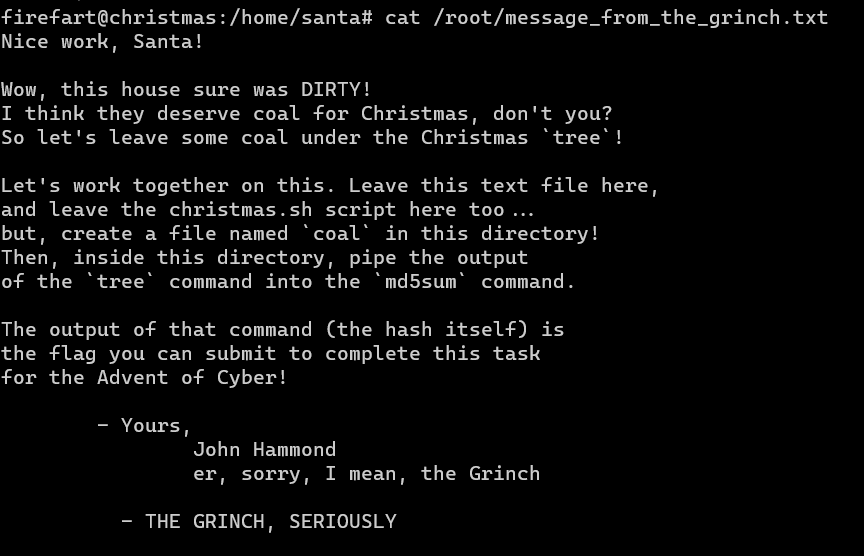 firefart@christmas:/home/santa# cat /root/message_from_the_grinch.txt
Nice work, Santa!
Wow, this house sure was DIRTY!
I think they deserve coal for Christmas, don't you?
So let's leave some coal under the Christmas `tree`!
Let's work together on this. Leave this text file here,
and leave the christmas.sh script here too...
but, create a file named `coal` in this directory!
Then, inside this directory, pipe the output
of the `tree` command into the `md5sum` command.
The output of that command (the hash itself) is
the flag you can submit to complete this task
for the Advent of Cyber!
- Yours,
John Hammond
er, sorry, I mean, the Grinch
- THE GRINCH, SERIOUSLY